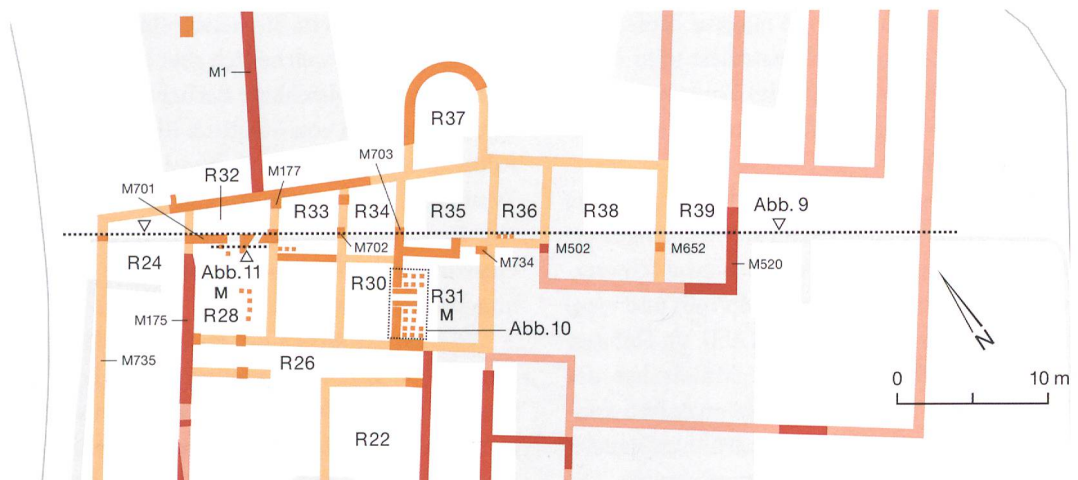 M1
R37
M703
M177
R32
M701
R33
R34
R35
R36
R38
R39
Abb. 9
R24
M702
M734
M502
M652
M520
Abb. 11
M
R28
R30
R31
M
Abb. 10
M175
M735
R26
R22
N
0
10 m